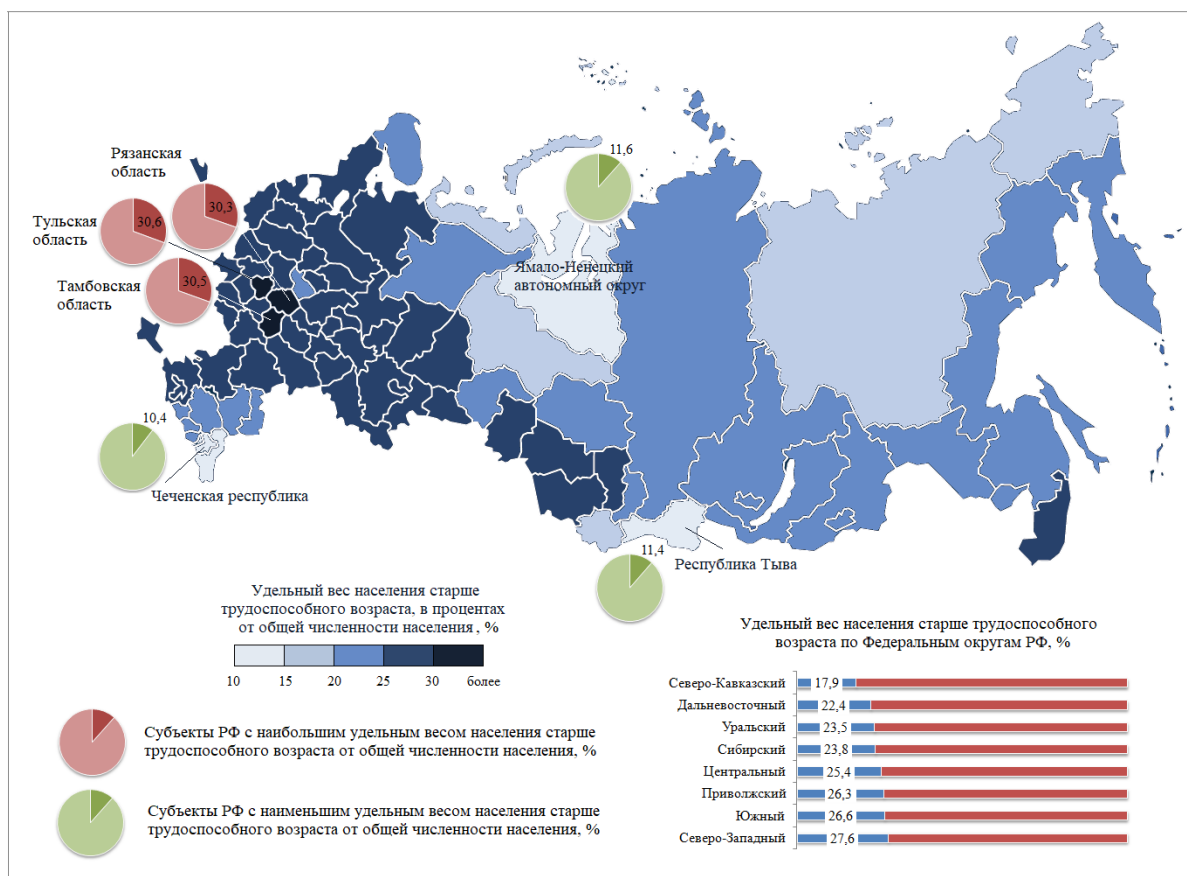 Рязанская
область
30,3
Тульская
область
30,6
Тамбовская
область
30,5
11,6
Ямало-Ненецкий
автономный округ
10,4
Чеченская республика
11,4
Республика Тыва
Удельный вес населения старше
трудоспособного возраста, в процентах
от общей численности населения , %
10 15 20 25 30 более
Субъекты РФ с наибольшим удельным весом населения старше
трудоспособного возраста от общей численности населения, %
Субъекты РФ с наименьшим удельным весом населения старше
трудоспособного возраста от общей численности населения, %
Удельный вес населения старше трудоспособного
возраста по Федеральным округам РФ, %
Северо-Кавказский 17,9
Дальневосточный 22,4
Уральский 23,5
Сибирский 23,8
Центральный 25,4
Приволжский 26,3
Южный 26,6
Северо-Западный 27,6